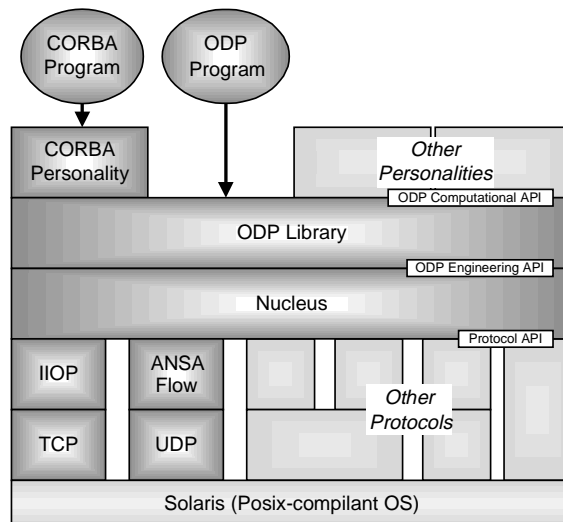 CORBA
Program
ODP
Program
CORBA
Personality
Other
Personalities
ODP Computational API
ODP Library
ODP Engineering API
Nucleus
Protocol API
IIOP
ANSA
Flow
Other
Protocols
TCP
UDP
Solaris (Posix-compilant OS)